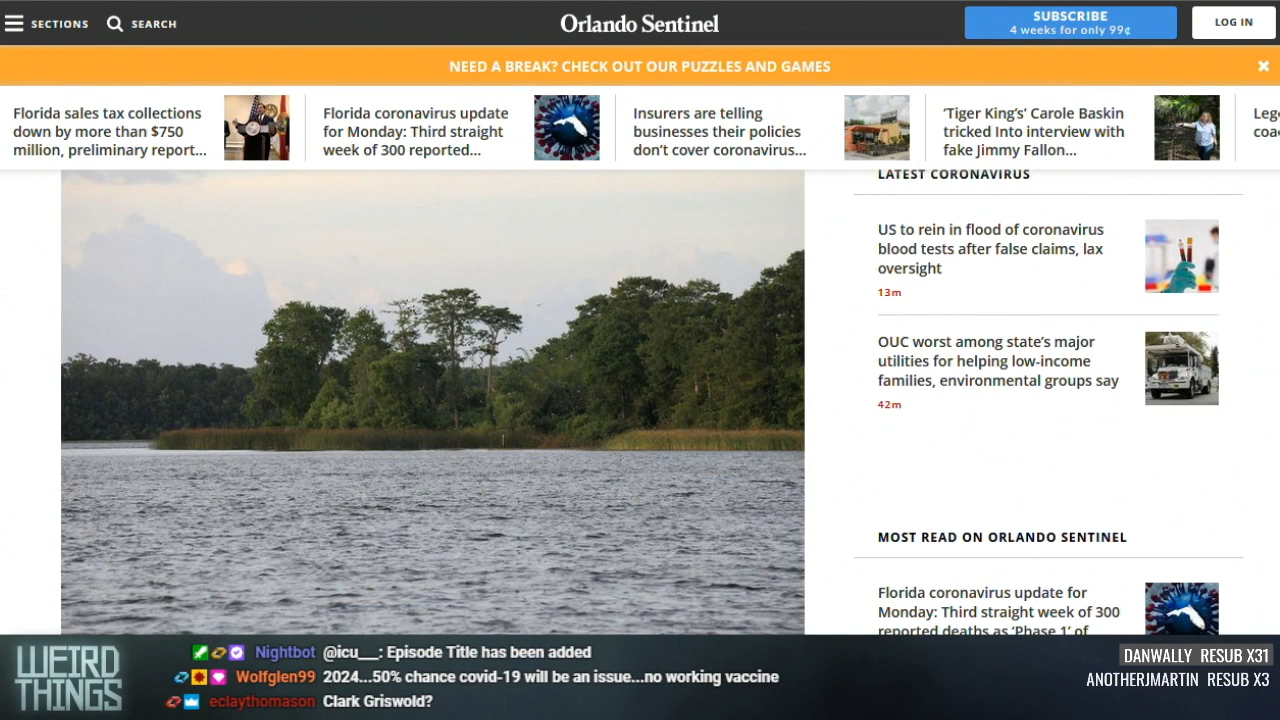 SECTIONS
SEARCH
Orlando Sentinel
SUBSCRIBE
4 weeks for only 99¢
LOG IN
NEED A BREAK? CHECK OUT OUR PUZZLES AND GAMES
Florida sales tax collections
down by more than $750
million, preliminary report...
Florida coronavirus update
for Monday: Third straight
week of 300 reported...
Insurers are telling
businesses their policies
don't cover coronavirus...
‘Tiger King’s’ Carole Baskin
tricked Into interview with
fake Jimmy Fallon...
LATEST CORONAVIRUS
US to rein in flood of coronavirus
blood tests after false claims, lax
oversight
13m
OUC worst among state’s major
utilities for helping low-income
families, environmental groups say
42m
MOST READ ON ORLANDO SENTINEL
Florida coronavirus update for
Monday: Third straight week of 300
reported deaths as ‘Phase 1’ of
WEIRD
THINGS
Nightbot @icu__: Episode Title has been added
Wolfglen99 2024...50% chance covid-19 will be an issue...no working vaccine
eclaythomason Clark Griswold?
DANWALLY RESUB X31
ANOTHERJMARTIN RESUB X3